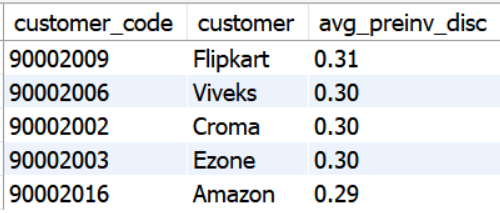 customer_code customer avg_preinv_disc
90002009 Flipkart 0.31
90002006 Viveks 0.30
90002002 Croma 0.30
90002003 Ezone 0.30
90002016 Amazon 0.29